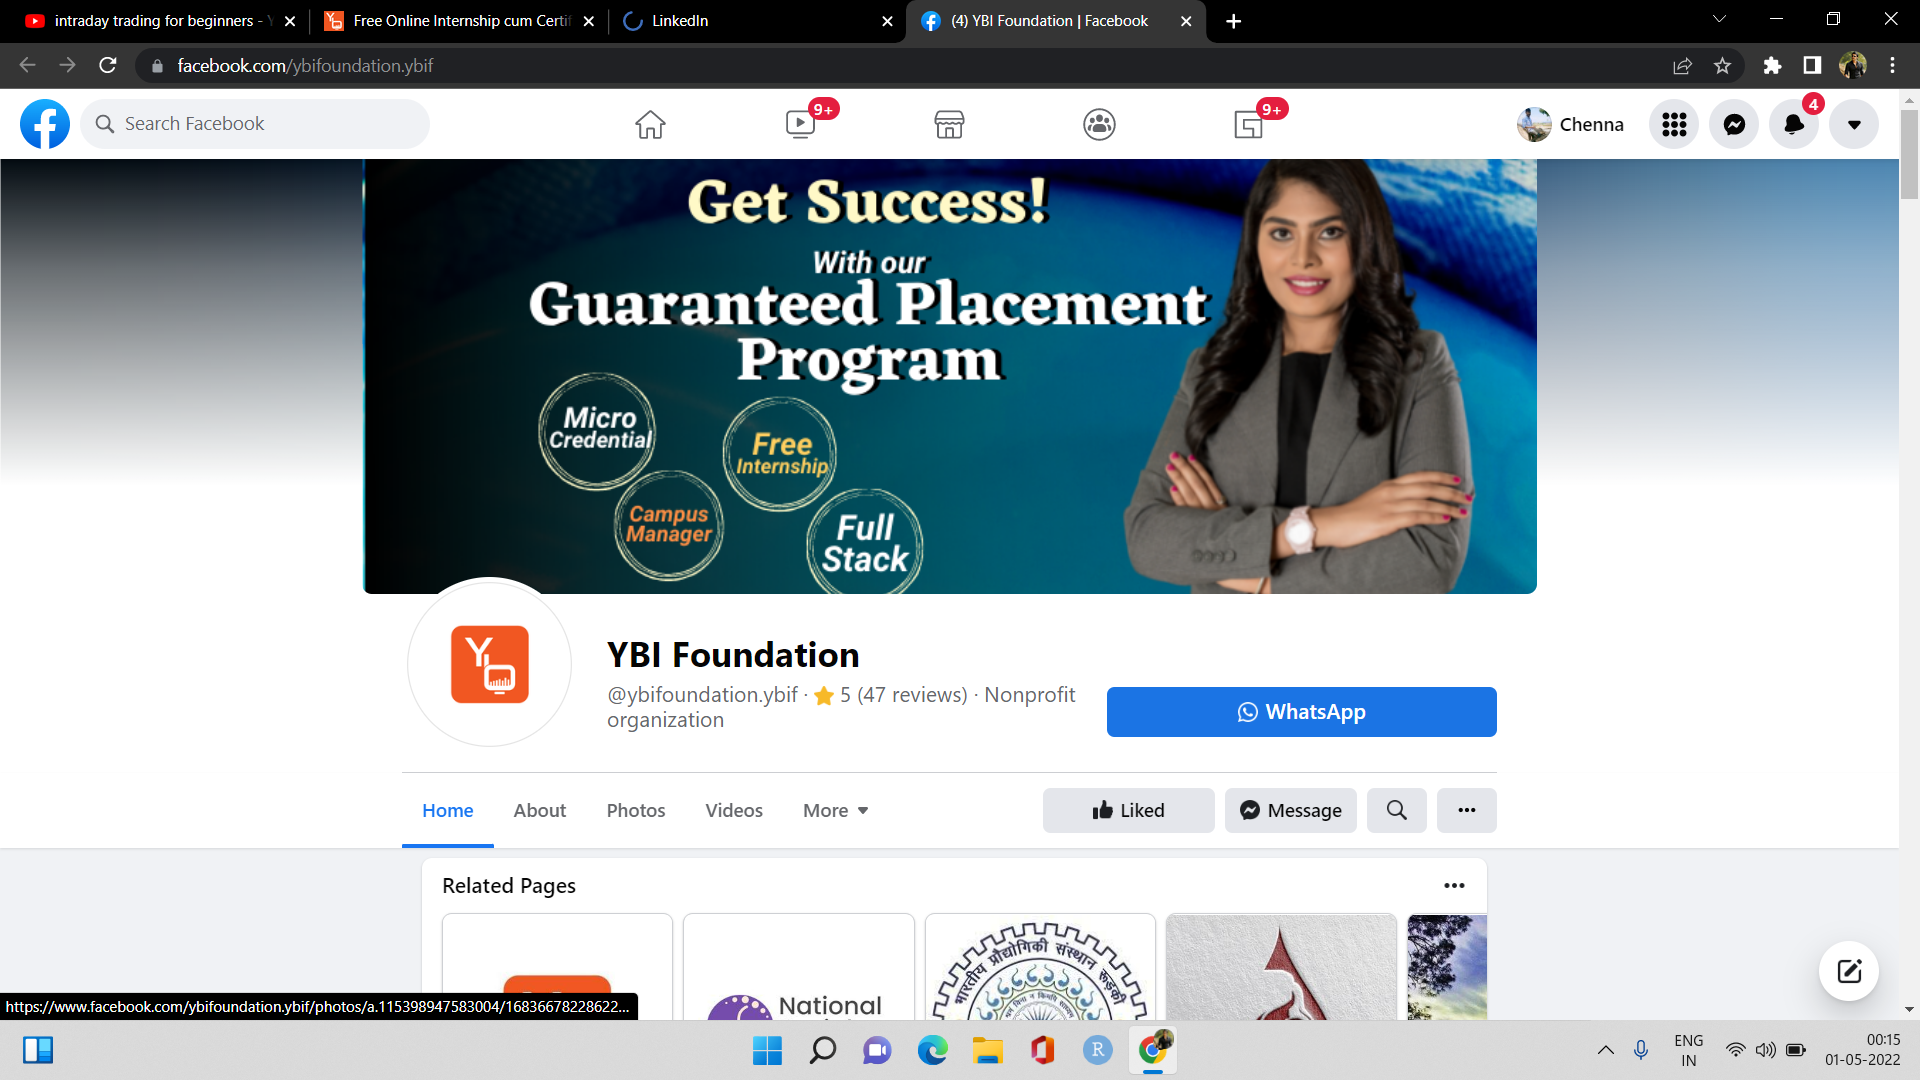 intraday trading for beginners -
Free Online Internship cum Certif
LinkedIn
(4) YBI Foundation | Facebook
facebook.com/ybifoundation.ybif
Search Facebook
9+
9+
Chenna
4
Get Success!
With our
Guaranteed Placement
Program
Micro
Credential
Free
Internship
Campus
Manager
Full
Stack
YBI Foundation
@ybifoundation.ybif · 5 (47 reviews) · Nonprofit
organization
WhatsApp
Home
About
Photos
Videos
More
Liked
Message
Related Pages
National
भारतीय प्रौद्योगिकी संस्थान रूड़की
https://www.facebook.com/ybifoundation.ybif/photos/a.115398947583004/16836678228622...
R
ENG
IN
00:15
01-05-2022